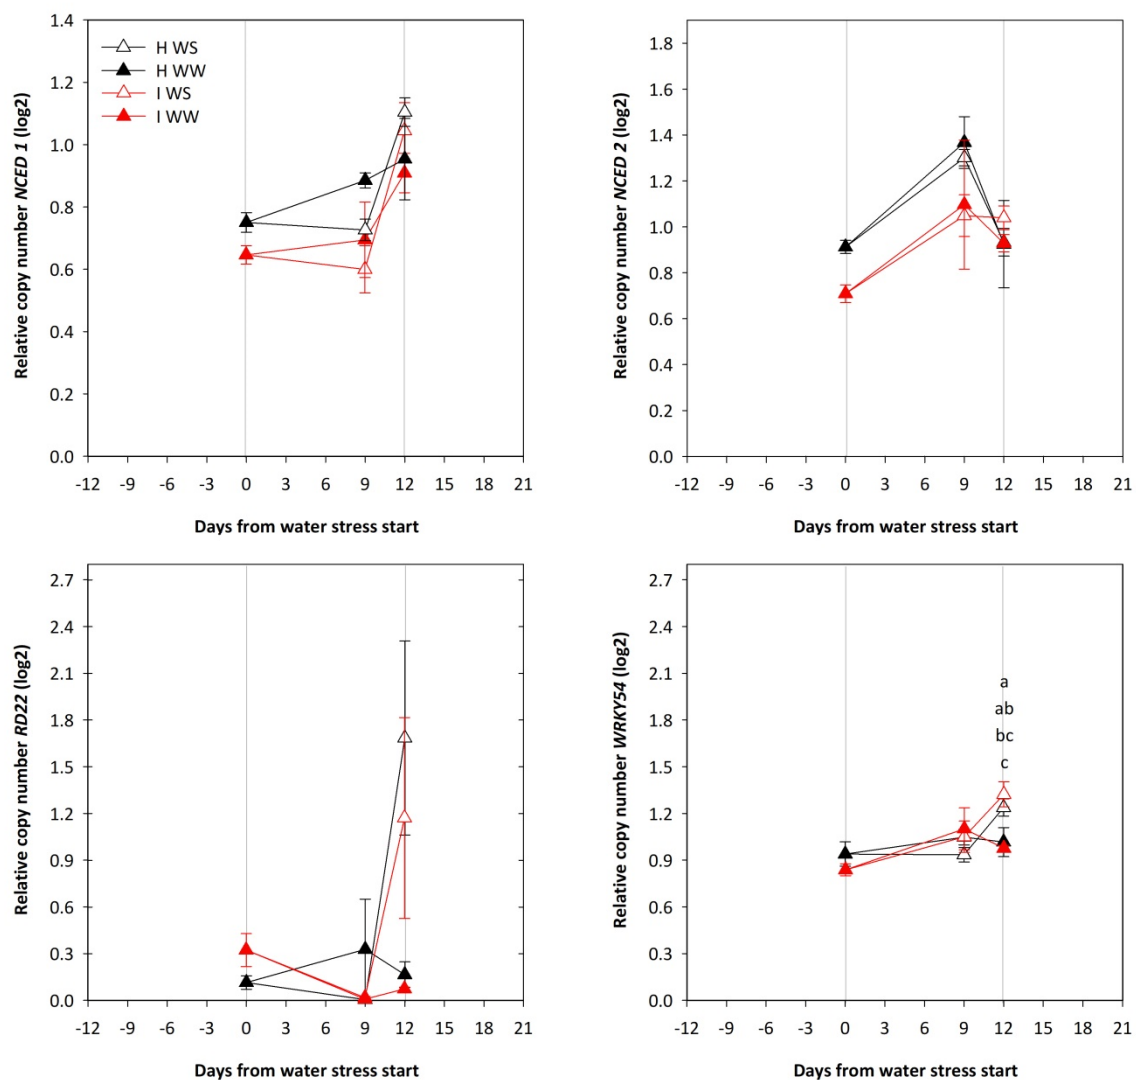 Relative copy number NCED 1 (log2)
1.4
1.2
1.0
0.8
0.6
0.4
0.2
0.0
H WS
H WW
I WS
I WW
-12 -9 -6 -3 0 3 6 9 12 15 18 21
Days from water stress start
Relative copy number NCED 2 (log2)
1.8
1.6
1.4
1.2
1.0
0.8
0.6
0.4
0.2
0.0
-12 -9 -6 -3 0 3 6 9 12 15 18 21
Days from water stress start
Relative copy number RD22 (log2)
2.7
2.4
2.1
1.8
1.5
1.2
0.9
0.6
0.3
0.0
-12 -9 -6 -3 0 3 6 9 12 15 18 21
Days from water stress start
Relative copy number WRKY54 (log2)
2.7
2.4
2.1
1.8
1.5
1.2
0.9
0.6
0.3
0.0
a
ab
bc
c
-12 -9 -6 -3 0 3 6 9 12 15 18 21
Days from water stress start